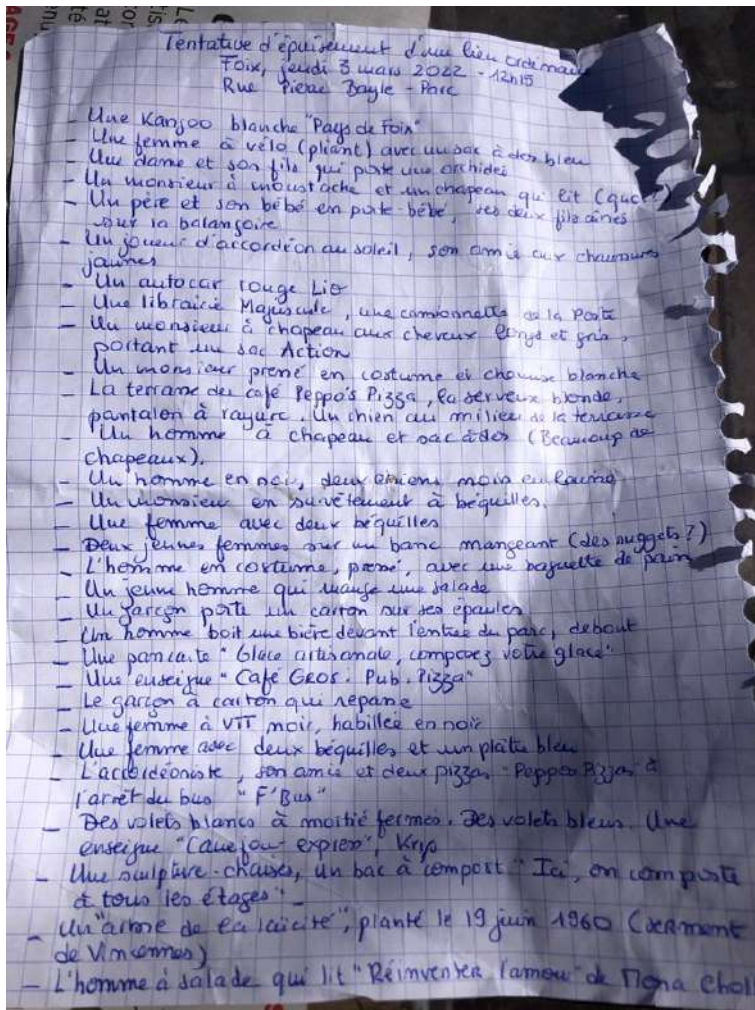 Tentative d'épuisement d'un lieu ordinaire
Foix, jeudi 3 mars 2022 - 12h15
Rue Pierre Bayle - Parc
- Une Kangoo blanche "Pays de Foix"
- Une femme à vélo (pliant) avec un sac à dos bleu
- Une dame et son fils qui porte une orchidée
- Un monsieur à moustache et un chapeau qui lit
- Un père et son bébé en porte-bébé, ses deux fils aînés
sur la balançoire
- Un joueur d'accordéon au soleil, son amie aux chaussures
jaunes
- Un autocar rouge Lio
- Une librairie Majuscule, une camionnette de la Poste
- Un monsieur à chapeau aux cheveux longs et gris,
portant un sac Action
- Un monsieur pressé en costume et chemise blanche
- La terrasse du café Peppo's Pizza, la serveuse blonde,
pantalon à rayure. Un chien au milieu de la terrasse
- Un homme à chapeau et sac à dos (Beaucoup de
chapeaux).
- Un homme en noir, deux chiens noirs en
- Un monsieur en survêtement à béquilles.
- Une femme avec deux béquilles
- Deux jeunes femmes sur un banc mangeant (des nuggets?)
- L'homme en costume, pressé, avec une baguette de pain
- Un jeune homme qui mange une salade
- Un garçon porte un carton sur ses épaules
- Un homme boit une bière devant l'entrée du parc, debout
- Une pancarte "Glace artisanale, composez votre glace"
- Une enseigne "Café Gros. Pub. Pizza"
- Le garçon à carton qui repasse
- Une femme à VTT noir, habillée en noir
- Une femme avec deux béquilles et un plâtre bleu
- L'accordéoniste, son amie et deux pizzas "Peppos Pizzas" à
l'arrêt du bus "F'Bus"
- Des volets blancs à moitié fermés. Des volets bleus. Une
enseigne
- Une sculpture-chaises, un bac à compost "Ici, on composte
à tous les étages" -
- Un "arbre de la laïcité", planté le 19 juin 1960 (serment
de Vincennes)
- L'homme à salade qui lit "Réinventer l'amour" de Mona Choll